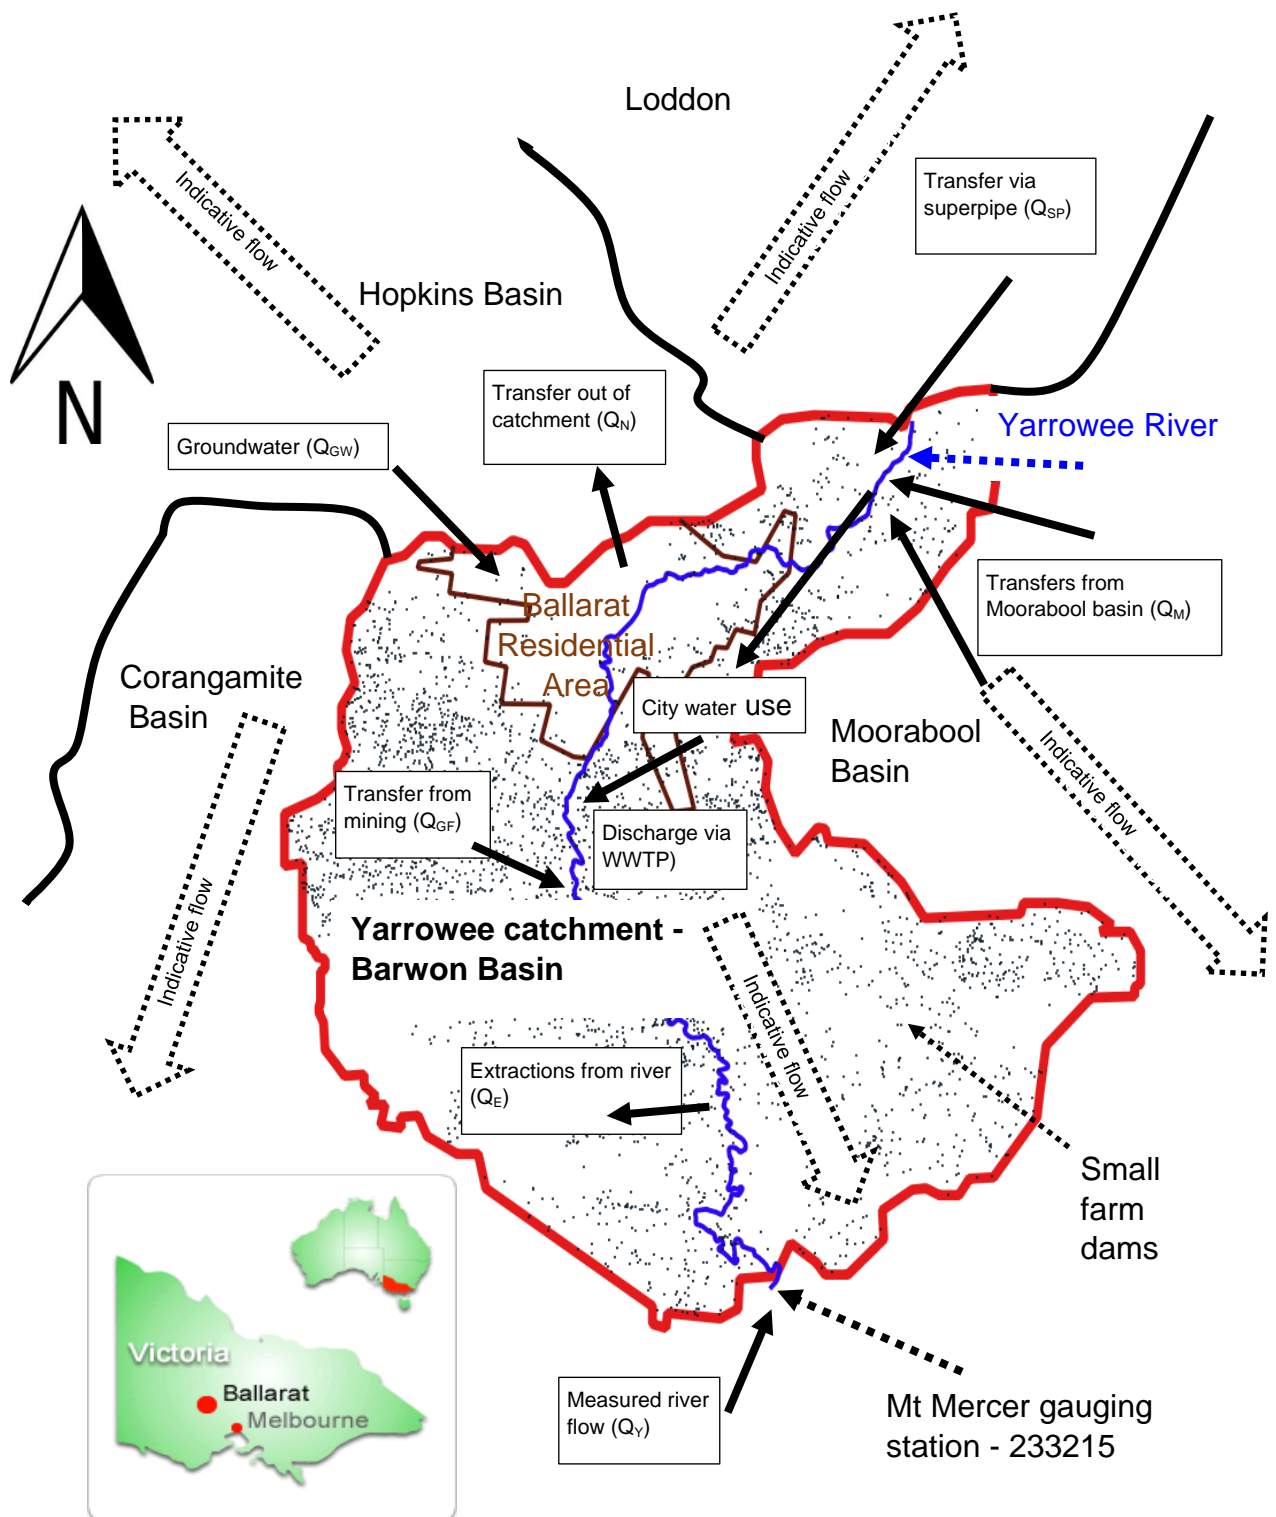 Loddon
Transfer via
superpipe (QSP)
Indicative flow
Indicative flow
Hopkins Basin
N
Transfer out of
catchment (QN)
Yarrowee River
Groundwater (QGW)
Transfers from
Moorabool basin (QM)
Ballarat
Residential
Area
Corangamite
Basin
City water use
Moorabool
Basin
Indicative flow
Transfer from
mining (QGF)
Discharge via
WWTP)
Indicative flow
Yarrowee catchment -
Barwon Basin
Indicative flow
Extractions from river
(QE)
Small
farm
dams
Victoria
Ballarat
Melbourne
Measured river
flow (QY)
Mt Mercer gauging
station - 233215